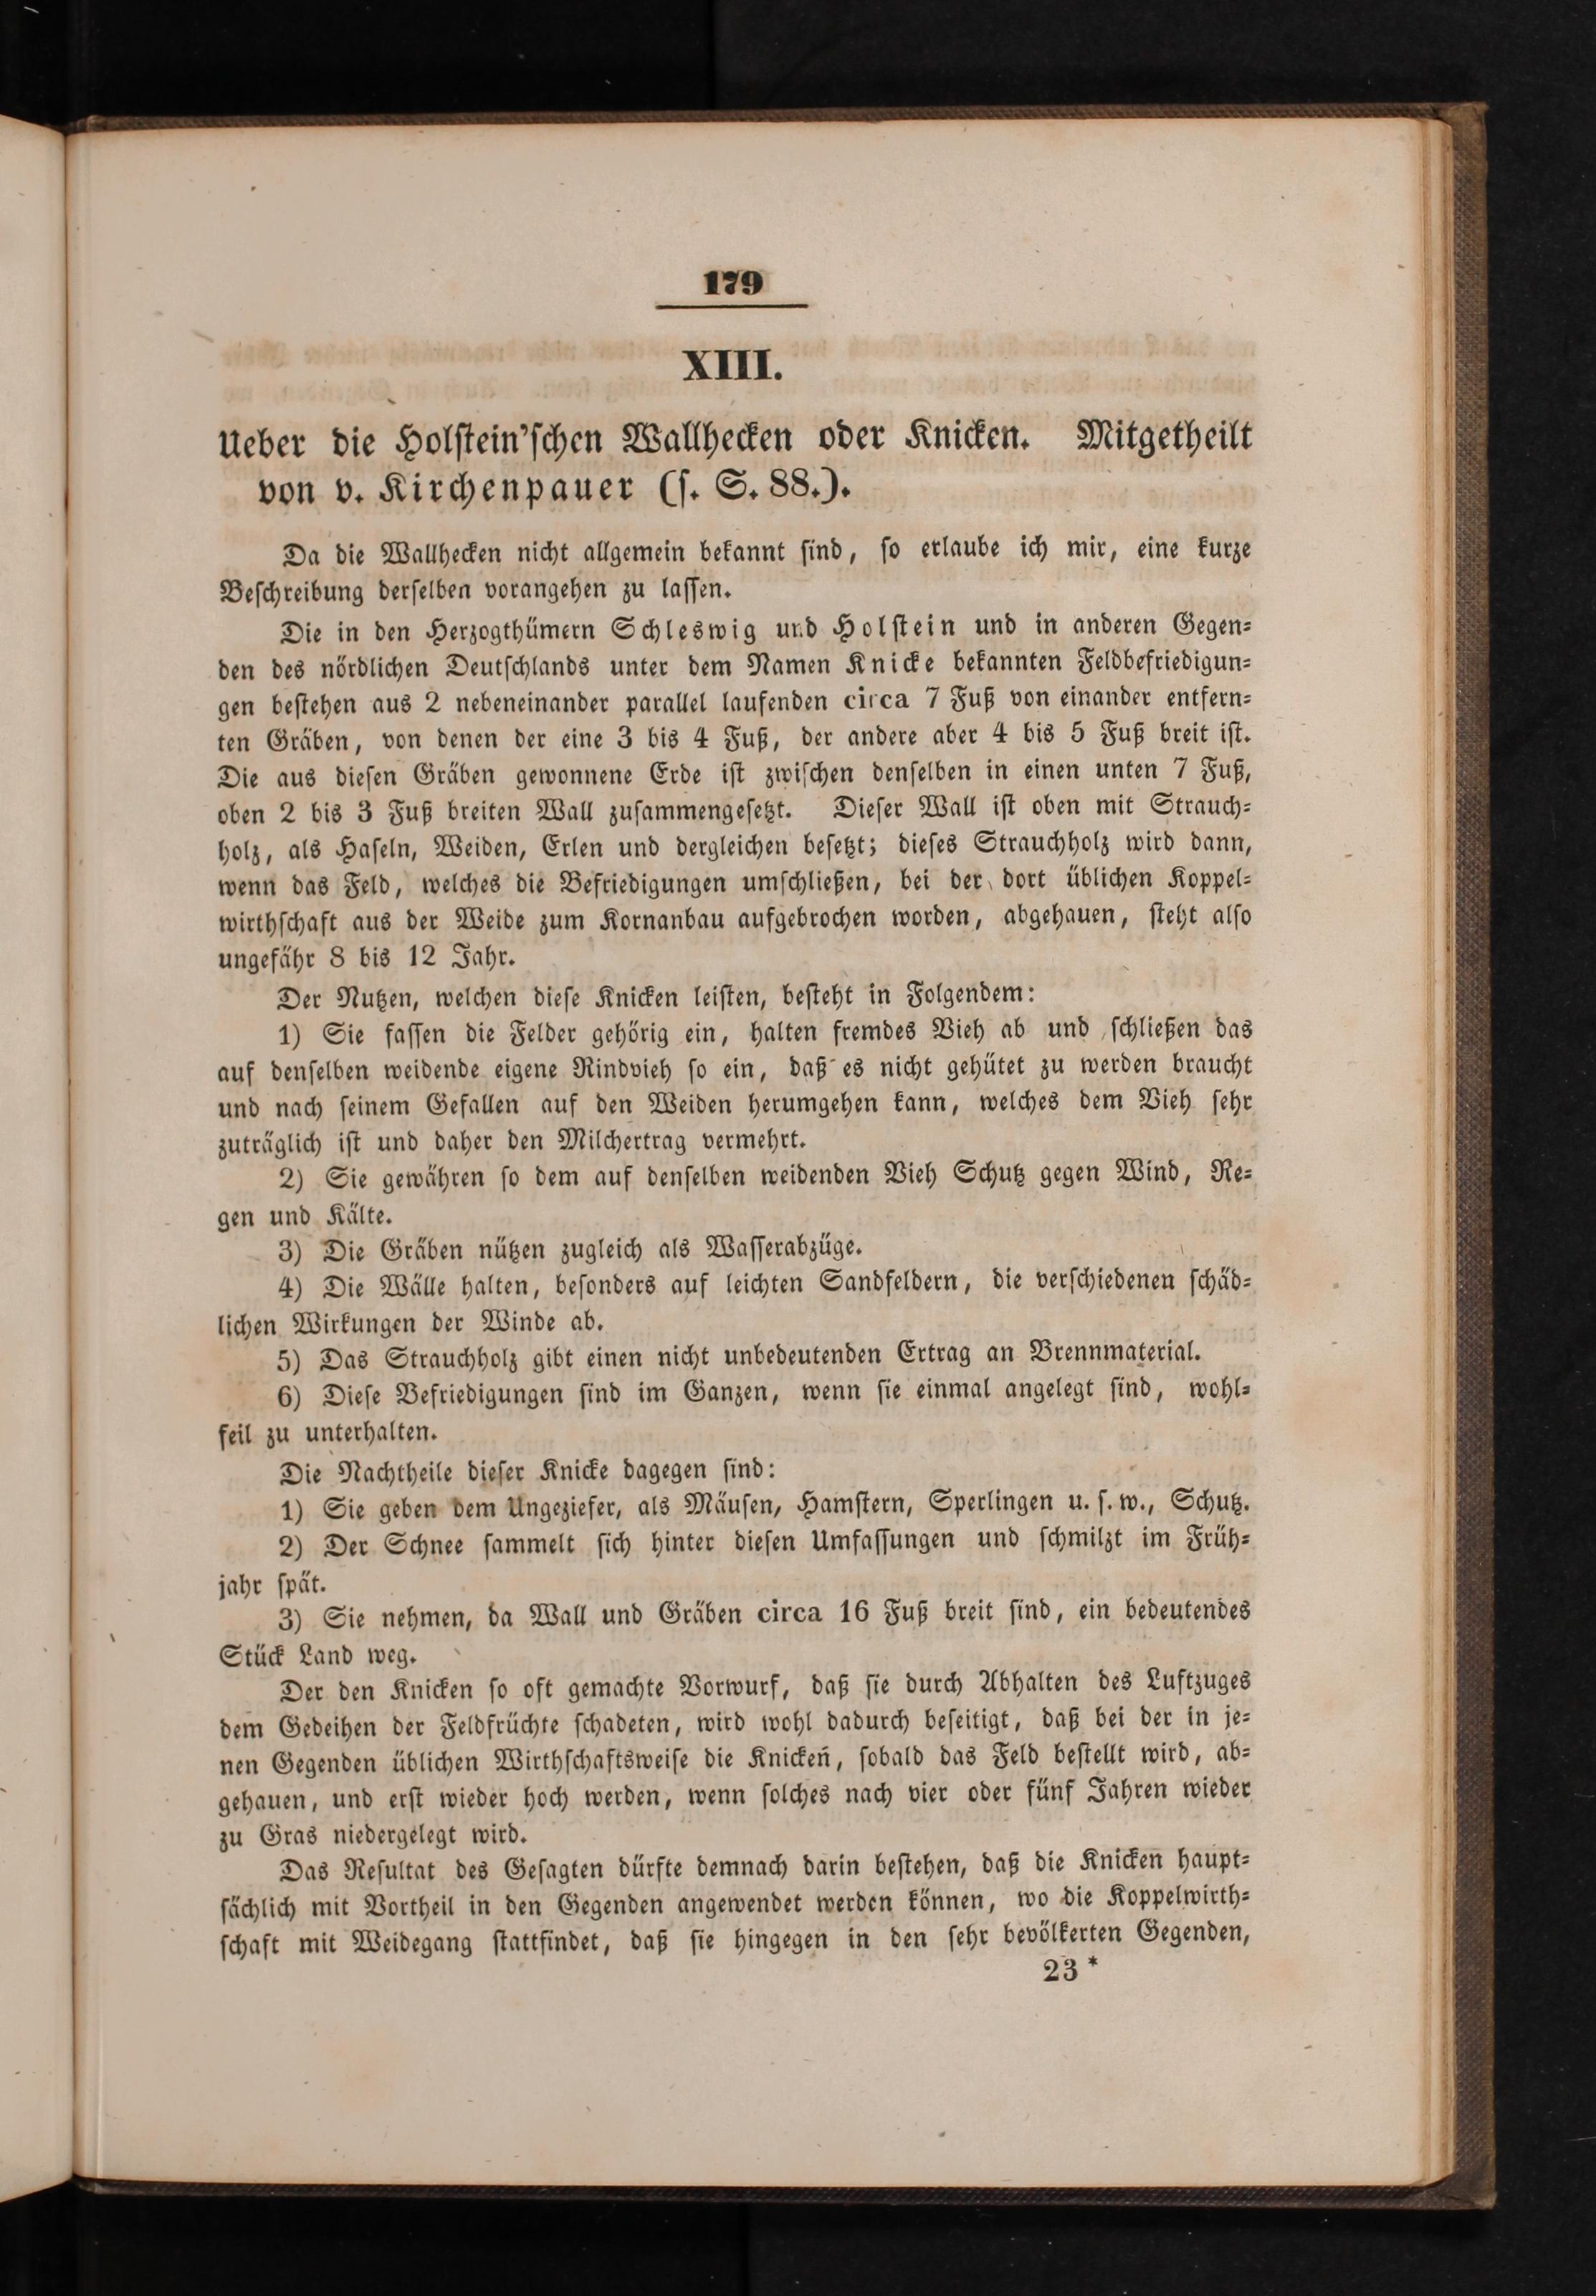 179
XIII.
Ueber die Holstein'schen Wallhecken oder Knicken. Mitgetheilt
von v. Kirchenpauer (s. S. 88.).
Da die Wallhecken nicht allgemein bekannt sind, so erlaube ich mir, eine kurze
Beschreibung derselben vorangehen zu lassen.
Die in den Herzogthümern Schleswig und Holstein und in anderen Gegen-
den des nördlichen Deutschlands unter dem Namen Knicke bekannten Feldbefriedigun-
gen bestehen aus 2 nebeneinander parallel laufenden circa 7 Fuß von einander entfern-
ten Gräben, von denen der eine 3 bis 4 Fuß, der andere aber 4 bis 5 Fuß breit ist.
Die aus diesen Gräben gewonnene Erde ist zwischen denselben in einen unten 7 Fuß,
oben 2 bis 3 Fuß breiten Wall zusammengesetzt. Dieser Wall ist oben mit Strauch-
holz, als Haseln, Weiden, Erlen und dergleichen besetzt; dieses Strauchholz wird dann,
wenn das Feld, welches die Befriedigungen umschließen, bei der dort üblichen Koppel-
wirthschaft aus der Weide zum Kornanbau aufgebrochen worden, abgehauen, steht also
ungefähr 8 bis 12 Jahr.
Der Nutzen, welchen diese Knicken leisten, besteht in Folgendem:
1) Sie fassen die Felder gehörig ein, halten fremdes Vieh ab und schließen das
auf denselben weidende eigene Rindvieh so ein, daß es nicht gehütet zu werden braucht
und nach seinem Gefallen auf den Weiden herumgehen kann, welches dem Vieh sehr
zuträglich ist und daher den Milchertrag vermehrt.
2) Sie gewähren so dem auf denselben weidenden Vieh Schutz gegen Wind, Re-
gen und Kälte.
3) Die Gräben nützen zugleich als Wasserabzüge.
4) Die Wälle halten, besonders auf leichten Sandfeldern, die verschiedenen schäd-
lichen Wirkungen der Winde ab.
5) Das Strauchholz gibt einen nicht unbedeutenden Ertrag an Brennmaterial.
6) Diese Befriedigungen sind im Ganzen, wenn sie einmal angelegt sind, wohl-
feil zu unterhalten.
Die Nachtheile dieser Knicke dagegen sind:
1) Sie geben dem Ungeziefer, als Mäusen, Hamstern, Sperlingen u. s. w., Schutz.
2) Der Schnee sammelt sich hinter diesen Umfassungen und schmilzt im Früh-
jahr spät.
3) Sie nehmen, da Wall und Gräben circa 16 Fuß breit sind, ein bedeutendes
Stück Land weg.
Der den Knicken so oft gemachte Vorwurf, daß sie durch Abhalten des Luftzuges
dem Gedeihen der Feldfrüchte schadeten, wird wohl dadurch beseitigt, daß bei der in je-
nen Gegenden üblichen Wirthschaftsweise die Knicken, sobald das Feld bestellt wird, ab-
gehauen, und erst wieder hoch werden, wenn solches nach vier oder fünf Jahren wieder
zu Gras niedergelegt wird.
Das Resultat des Gesagten dürfte demnach darin bestehen, daß die Knicken haupt-
sächlich mit Vortheil in den Gegenden angewendet werden können, wo die Koppelwirth-
schaft mit Weidegang stattfindet, daß sie hingegen in den sehr bevölkerten Gegenden,
23 *